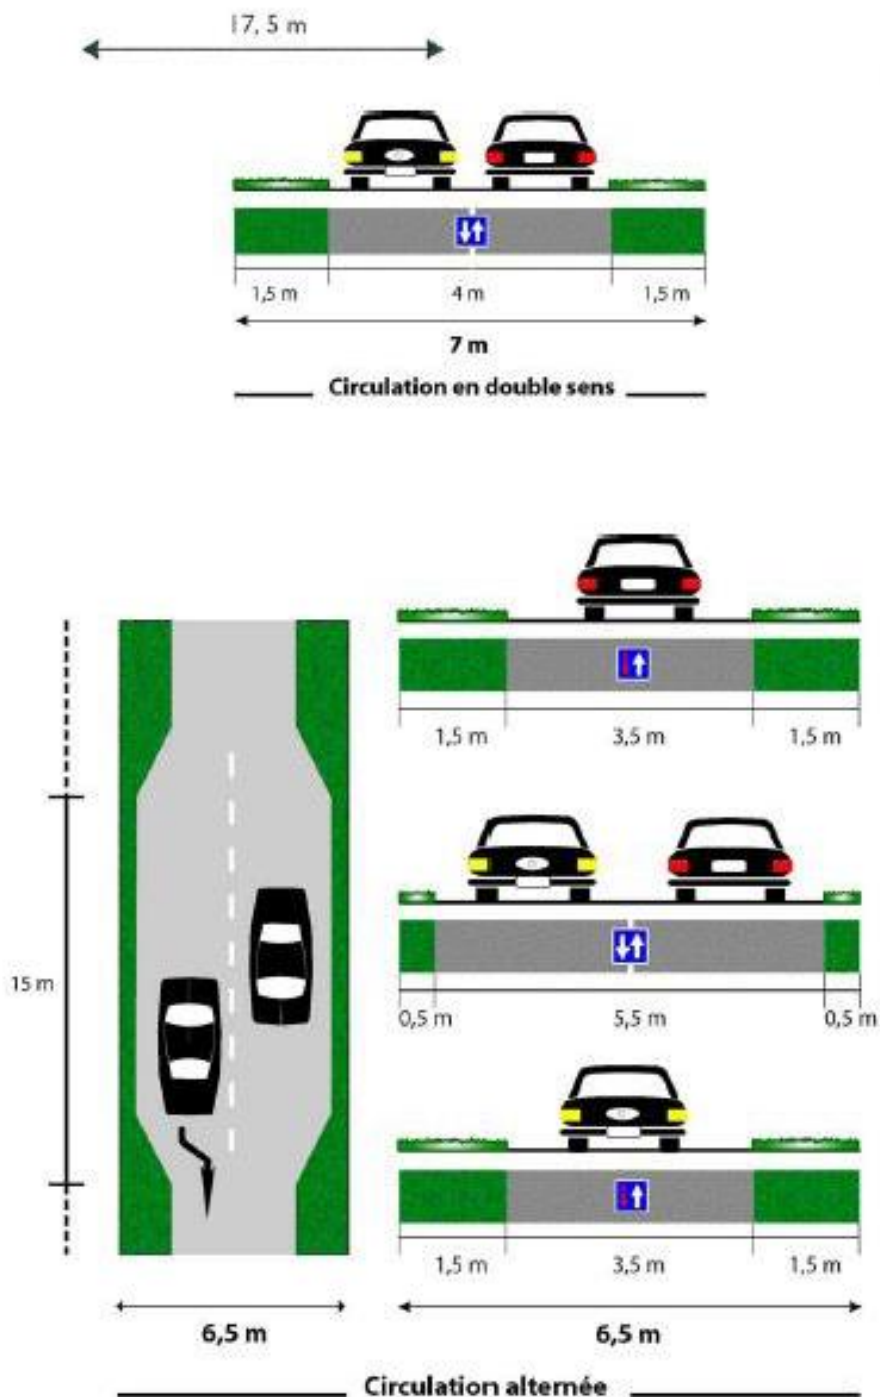 17, 5 m
1,5 m 4 m 1,5 m
7 m
Circulation en double sens
1,5 m 3,5 m 1,5 m
15 m
0,5 m 5,5 m 0,5 m
1,5 m 3,5 m 1,5 m
6,5 m 6,5 m
Circulation alternée